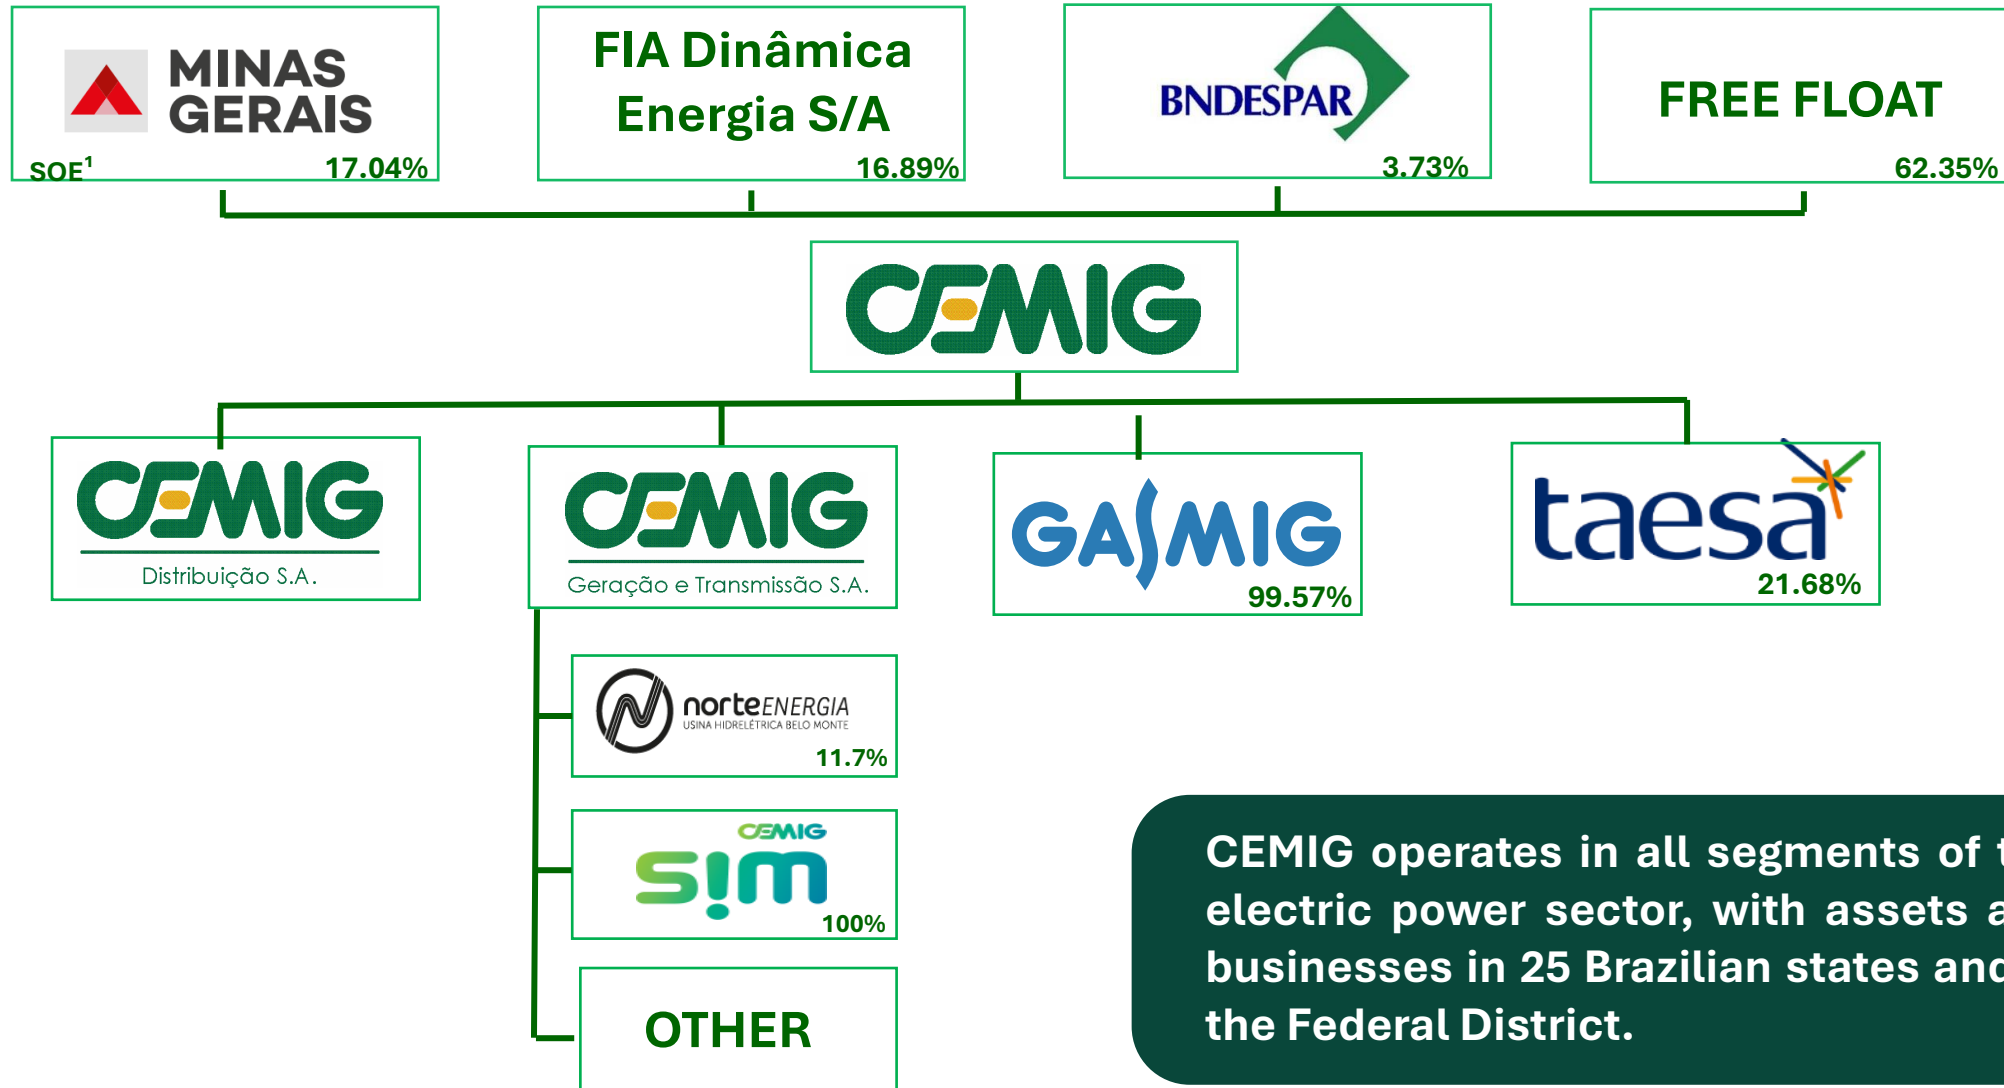 MINAS
GERAIS
SOE¹ 17.04%
FIA Dinâmica
Energia S/A
16.89%
BNDESPAR
3.73%
FREE FLOAT
62.35%
CEMIG
CEMIG
Distribuição S.A.
CEMIG
Geração e Transmissão S.A.
GASMIG
99.57%
taesa
21.68%
norteENERGIA
USINA HIDRELÉTRICA BELO MONTE
11.7%
CEMIG
s!m
100%
OTHER
CEMIG operates in all segments of
electric power sector, with assets
businesses in 25 Brazilian states and
the Federal District.